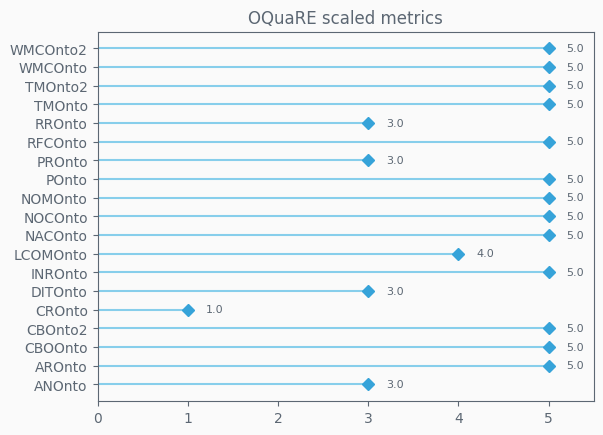 OQuaRE scaled metrics
WMCOnto2 5.0
WMCOnto 5.0
TMOnto2 5.0
TMOnto 5.0
RROnto 3.0
RFCOnto 5.0
PROnto 3.0
POnto 5.0
NOMOnto 5.0
NOCOnto 5.0
NACOnto 5.0
LCOMOnto 4.0
INROnto 5.0
DITOnto 3.0
CROnto 1.0
CBOnto2 5.0
CBOOnto 5.0
AROnto 5.0
ANOnto 3.0
0 1 2 3 4 5